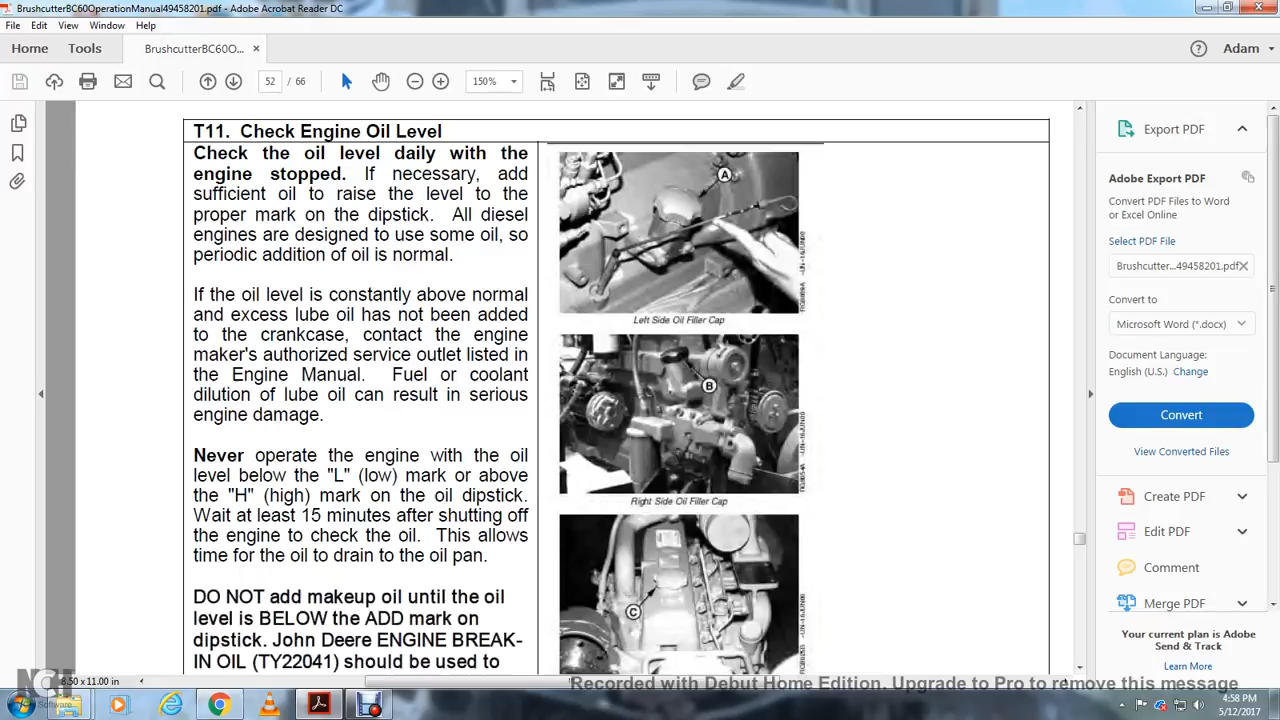 BrushcutterBC60OperationManual49458201.pdf - Adobe Acrobat Reader DC
File Edit View Window Help
Home Tools BrushcutterBC60O... × Adam
52 / 66 150%
T11. Check Engine Oil Level
Check the oil level daily with the
engine stopped. If necessary, add
sufficient oil to raise the level to the
proper mark on the dipstick. All diesel
engines are designed to use some oil, so
periodic addition of oil is normal.
If the oil level is constantly above normal
and excess lube oil has not been added
to the crankcase, contact the engine
maker's authorized service outlet listed in
the Engine Manual. Fuel or coolant
dilution of lube oil can result in serious
engine damage.
Never operate the engine with the oil
level below the "L" (low) mark or above
the "H" (high) mark on the oil dipstick.
Wait at least 15 minutes after shutting off
the engine to check the oil. This allows
time for the oil to drain to the oil pan.
DO NOT add makeup oil until the oil
level is BELOW the ADD mark on
dipstick. John Deere ENGINE BREAK-
IN OIL (TY22041) should be used to
A
Left Side Oil Filler Cap
B
Right Side Oil Filler Cap
C
Export PDF
Adobe Export PDF
Convert PDF Files to Word
or Excel Online
Select PDF File
Brushcutter...49458201.pdf ×
Convert to
Microsoft Word (*.docx)
Document Language:
English (U.S.) Change
Convert
View Converted Files
Create PDF
Edit PDF
Comment
Merge PDF
Your current plan is Adobe
Send & Track
Learn More
8.50 x 11.00 in
NCH Software
Recorded with Debut Home Edition. Upgrade to Pro to remove this message
4:58 PM
5/12/2017